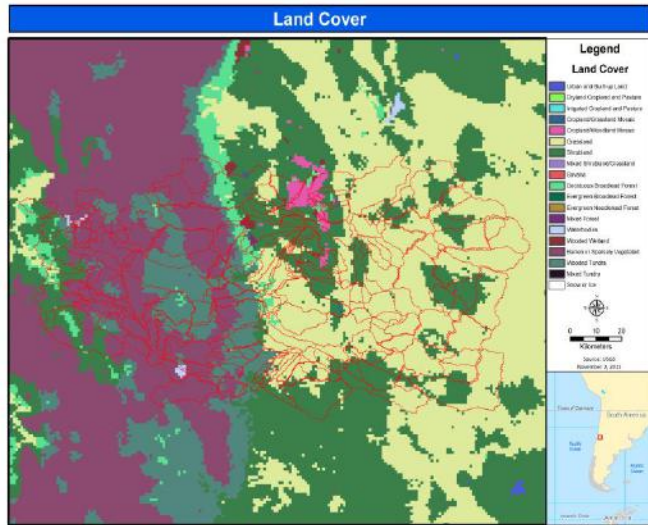 Land Cover
Legend
Land Cover
Urban and Built-up Land
Dryland Cropland and Pasture
Irrigated Cropland and Pasture
Cropland/Grassland Mosaic
Cropland/Woodland Mosaic
Grassland
Shrubland
Mixed Shrubland/Grassland
Savanna
Deciduous Broadleaf Forest
Evergreen Broadleaf Forest
Evergreen Needleleaf Forest
Mixed Forest
Waterbodies
Wooded Wetland
Barren or Sparsely Vegetated
Wooded Tundra
Mixed Tundra
Snow or Ice
0 10 20
Kilometers
Source: USGS
South America
Pacific
Ocean